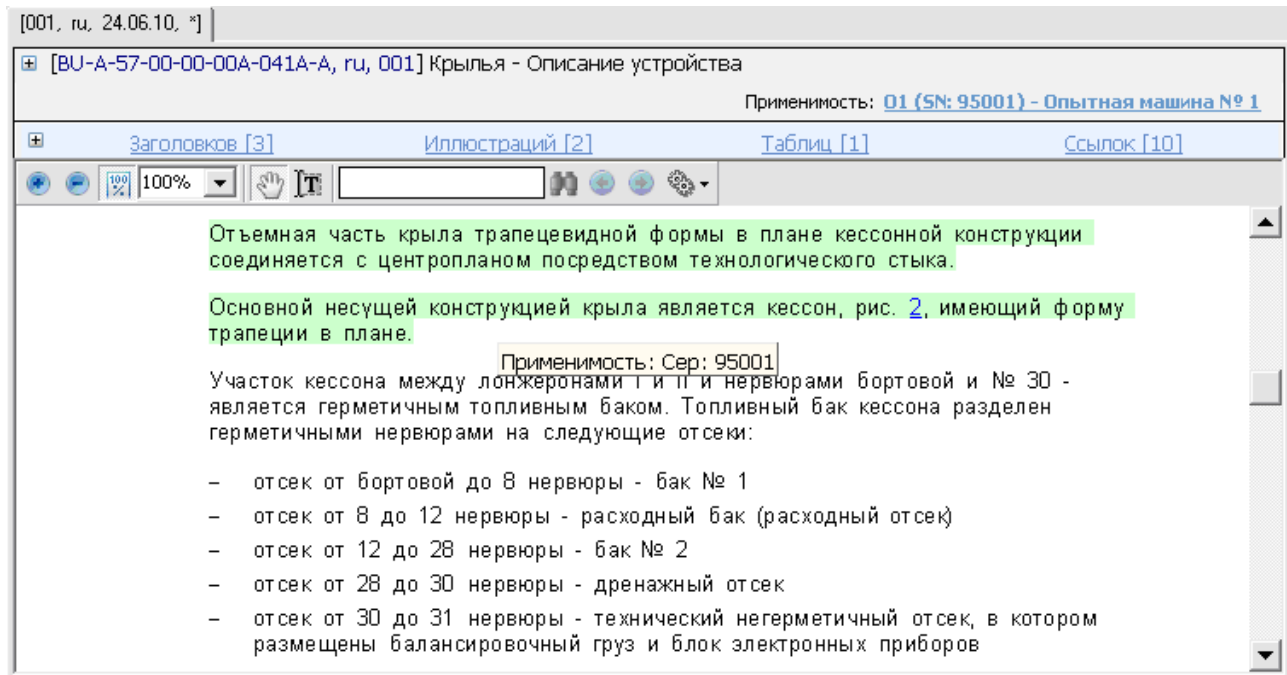 [001, ru, 24.06.10, *]
[BU-A-57-00-00-00A-041A-A, ru, 001] Крылья - Описание устройства
Применимость: 01 (SN: 95001) - Опытная машина № 1
Заголовков [3] Иллюстраций [2] Таблиц [1] Ссылок [10]
100% 100%
Отъемная часть крыла трапецевидной формы в плане кессонной конструкции
соединяется с центропланом посредством технологического стыка.
Основной несущей конструкцией крыла является кессон, рис. 2, имеющий форму
трапеции в плане.
Применимость: Сер: 95001
Участок кессона между лонжеронами I и II и нервюрами бортовой и № 30 -
является герметичным топливным баком. Топливный бак кессона разделен
герметичными нервюрами на следующие отсеки:
– отсек от бортовой до 8 нервюры - бак № 1
– отсек от 8 до 12 нервюры - расходный бак (расходный отсек)
– отсек от 12 до 28 нервюры - бак № 2
– отсек от 28 до 30 нервюры - дренажный отсек
– отсек от 30 до 31 нервюры - технический негерметичный отсек, в котором
размещены балансировочный груз и блок электронных приборов